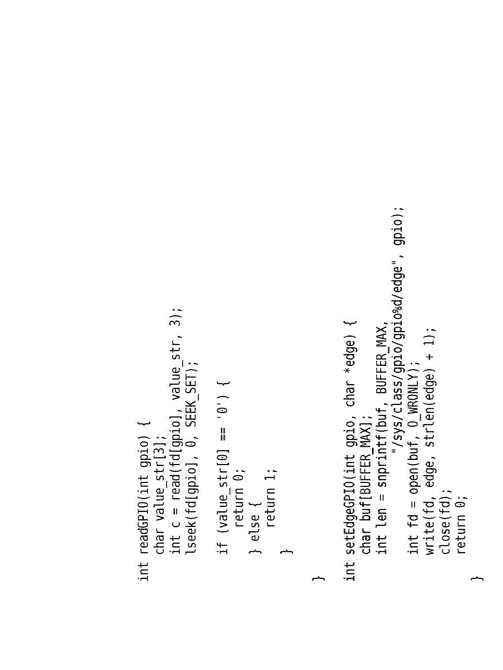 int readGPIO(int gpio) {
  char value_str[3];
  int c = read(fd[gpio], value_str, 3);
  lseek(fd[gpio], 0, SEEK_SET);

  if (value_str[0] == '0') {
    return 0;
  } else {
    return 1;
  }

}

int setEdgeGPIO(int gpio, char *edge) {
  char buf[BUFFER_MAX];
  int len = snprintf(buf, BUFFER_MAX,
            "/sys/class/gpio/gpio%d/edge", gpio);
  int fd = open(buf, O_WRONLY);
  write(fd, edge, strlen(edge) + 1);
  close(fd);
  return 0;
}